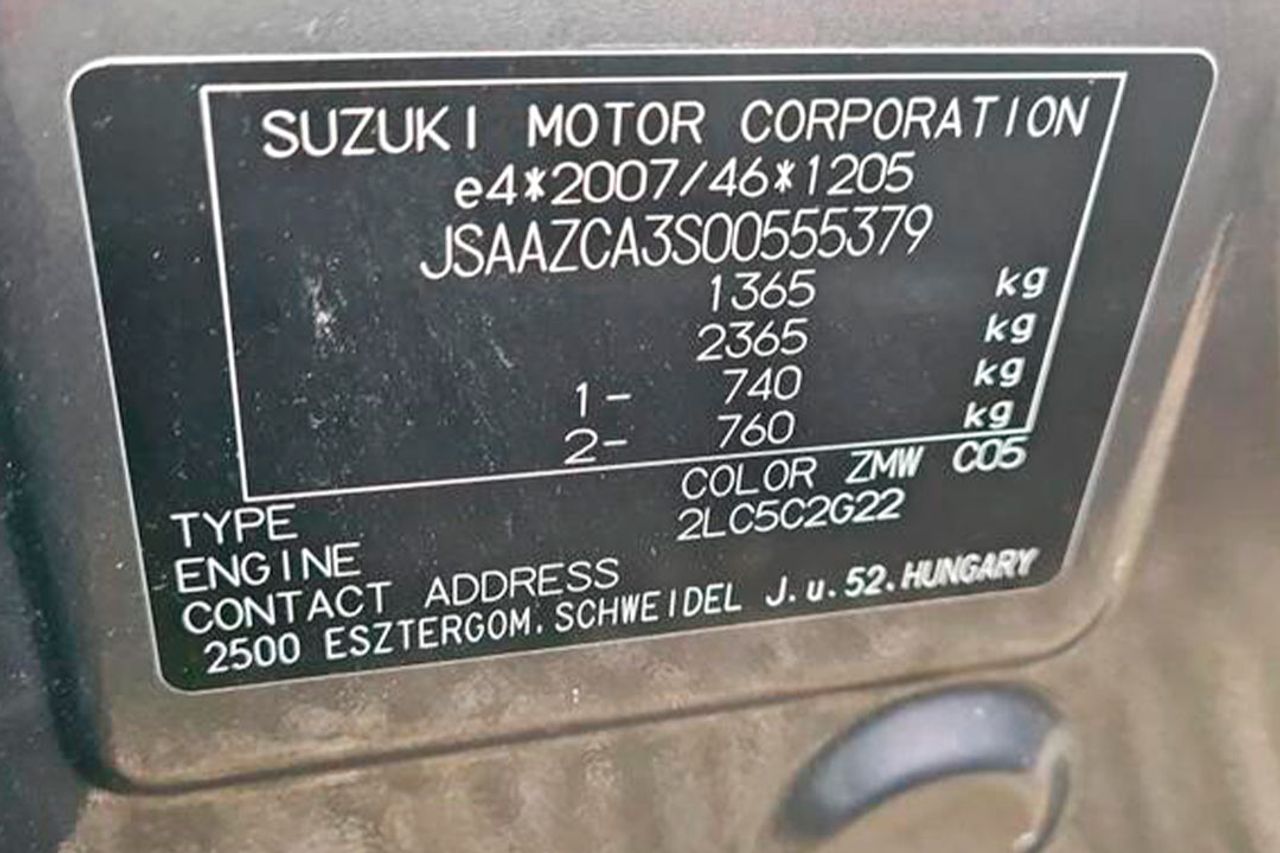 SUZUKI MOTOR CORPORATION
e4*2007/46*1205
JSAAZCA3S00555379
1365 kg
2365 kg
1- 740 kg
2- 760 kg
COLOR ZMW C05
TYPE 2LC5C2G22
ENGINE
CONTACT ADDRESS
2500 ESZTERGOM. SCHWEIDEL J. u. 52. HUNGARY